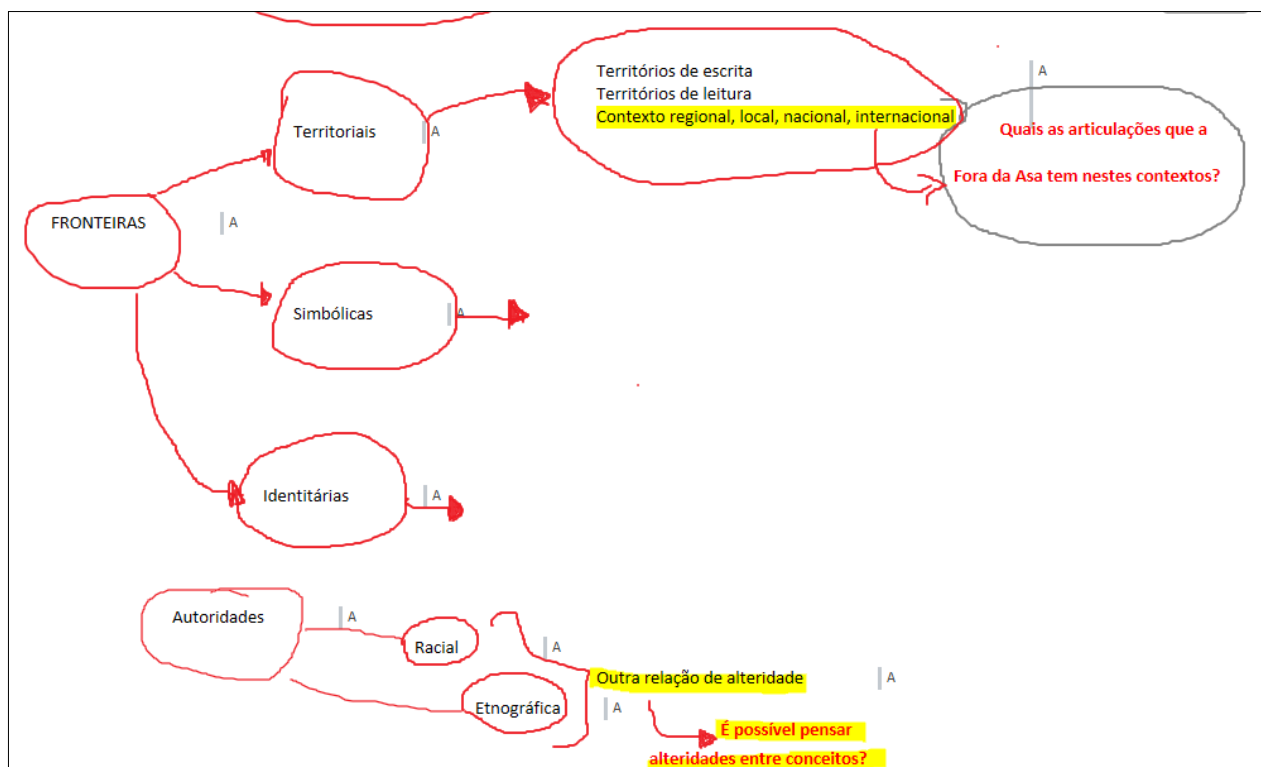 Territórios de escrita
Territórios de leitura
Contexto regional, local, nacional, internacional
A
Quais as articulações que a
Fora da Asa tem nestes contextos?
Territoriais
A
FRONTEIRAS
A
Simbólicas
A
Identitárias
A
Autoridades
A
Racial
A
Outra relação de alteridade
A
Etnográfica
A
É possível pensar
alteridades entre conceitos?